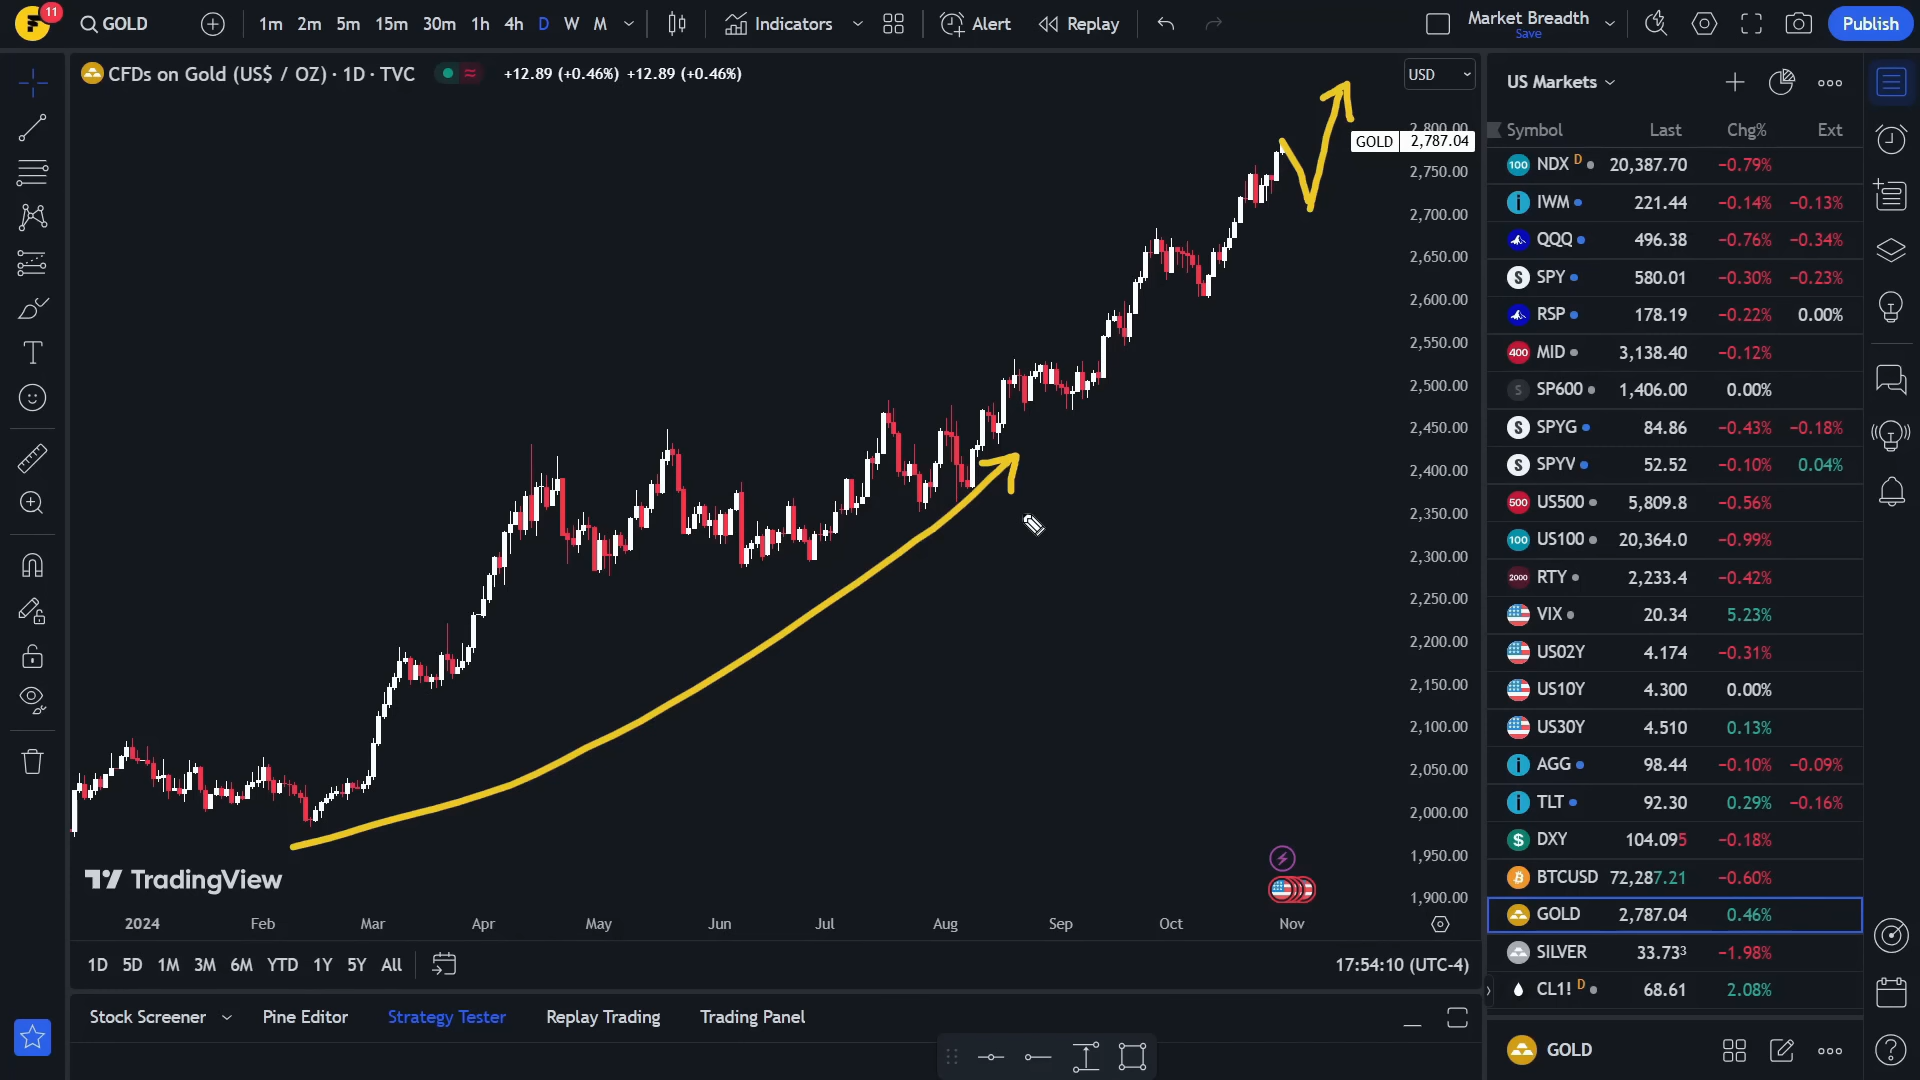 11
GOLD
1m 2m 5m 15m 30m 1h 4h D W M
Indicators
Alert
Replay
Market Breadth
Save
Publish
CFDs on Gold (US$ / OZ) · 1D · TVC
+12.89 (+0.46%) +12.89 (+0.46%)
USD
2,800.00
GOLD 2,787.04
2,750.00
2,700.00
2,650.00
2,600.00
2,550.00
2,500.00
2,450.00
2,400.00
2,350.00
2,300.00
2,250.00
2,200.00
2,150.00
2,100.00
2,050.00
2,000.00
1,950.00
1,900.00
TradingView
2024 Feb Mar Apr May Jun Jul Aug Sep Oct Nov
1D 5D 1M 3M 6M YTD 1Y 5Y All
17:54:10 (UTC-4)
Stock Screener Pine Editor Strategy Tester Replay Trading Trading Panel
US Markets
Symbol Last Chg% Ext
100 NDX D 20,387.70 −0.79%
IWM 221.44 −0.14% −0.13%
QQQ 496.38 −0.76% −0.34%
S SPY 580.01 −0.30% −0.23%
RSP 178.19 −0.22% 0.00%
400 MID 3,138.40 −0.12%
S SP600 1,406.00 0.00%
S SPYG 84.86 −0.43% −0.18%
S SPYV 52.52 −0.10% 0.04%
500 US500 5,809.8 −0.56%
100 US100 20,364.0 −0.99%
2000 RTY 2,233.4 −0.42%
VIX 20.34 5.23%
US02Y 4.174 −0.31%
US10Y 4.300 0.00%
US30Y 4.510 0.13%
AGG 98.44 −0.10% −0.09%
TLT 92.30 0.29% −0.16%
$ DXY 104.095 −0.18%
BTCUSD 72,287.21 −0.60%
GOLD 2,787.04 0.46%
SILVER 33.73³ −1.98%
CL1! D 68.61 2.08%
GOLD